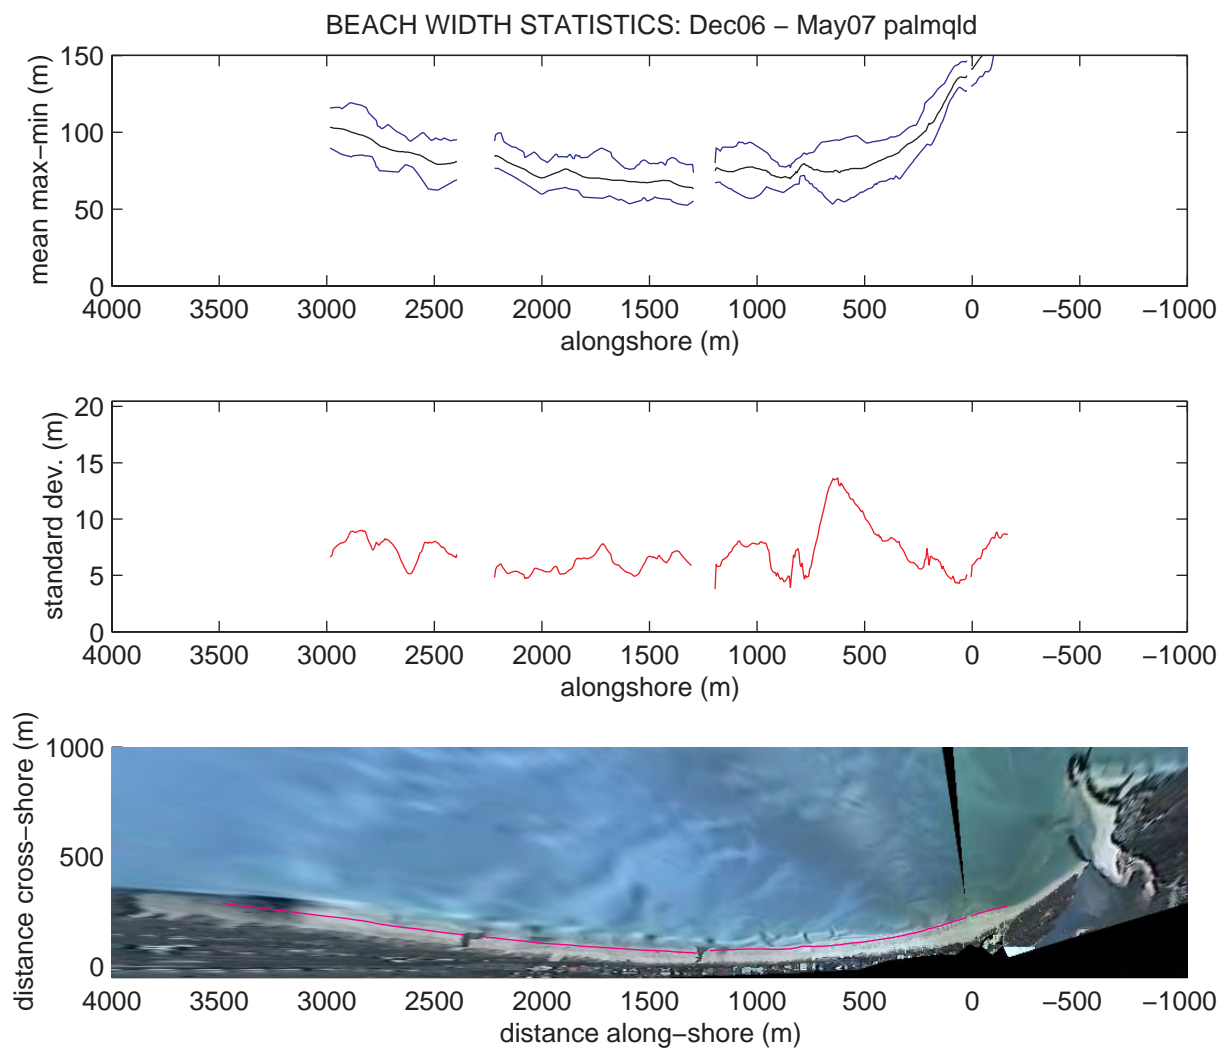 BEACH WIDTH STATISTICS: Dec06 − May07 palmqld
mean max−min (m)
150
100
50
0
4000 3500 3000 2500 2000 1500 1000 500 0 −500 −1000
alongshore (m)
standard dev. (m)
20
15
10
5
0
4000 3500 3000 2500 2000 1500 1000 500 0 −500 −1000
alongshore (m)
distance cross−shore (m)
1000
500
0
4000 3500 3000 2500 2000 1500 1000 500 0 −500 −1000
distance along−shore (m)